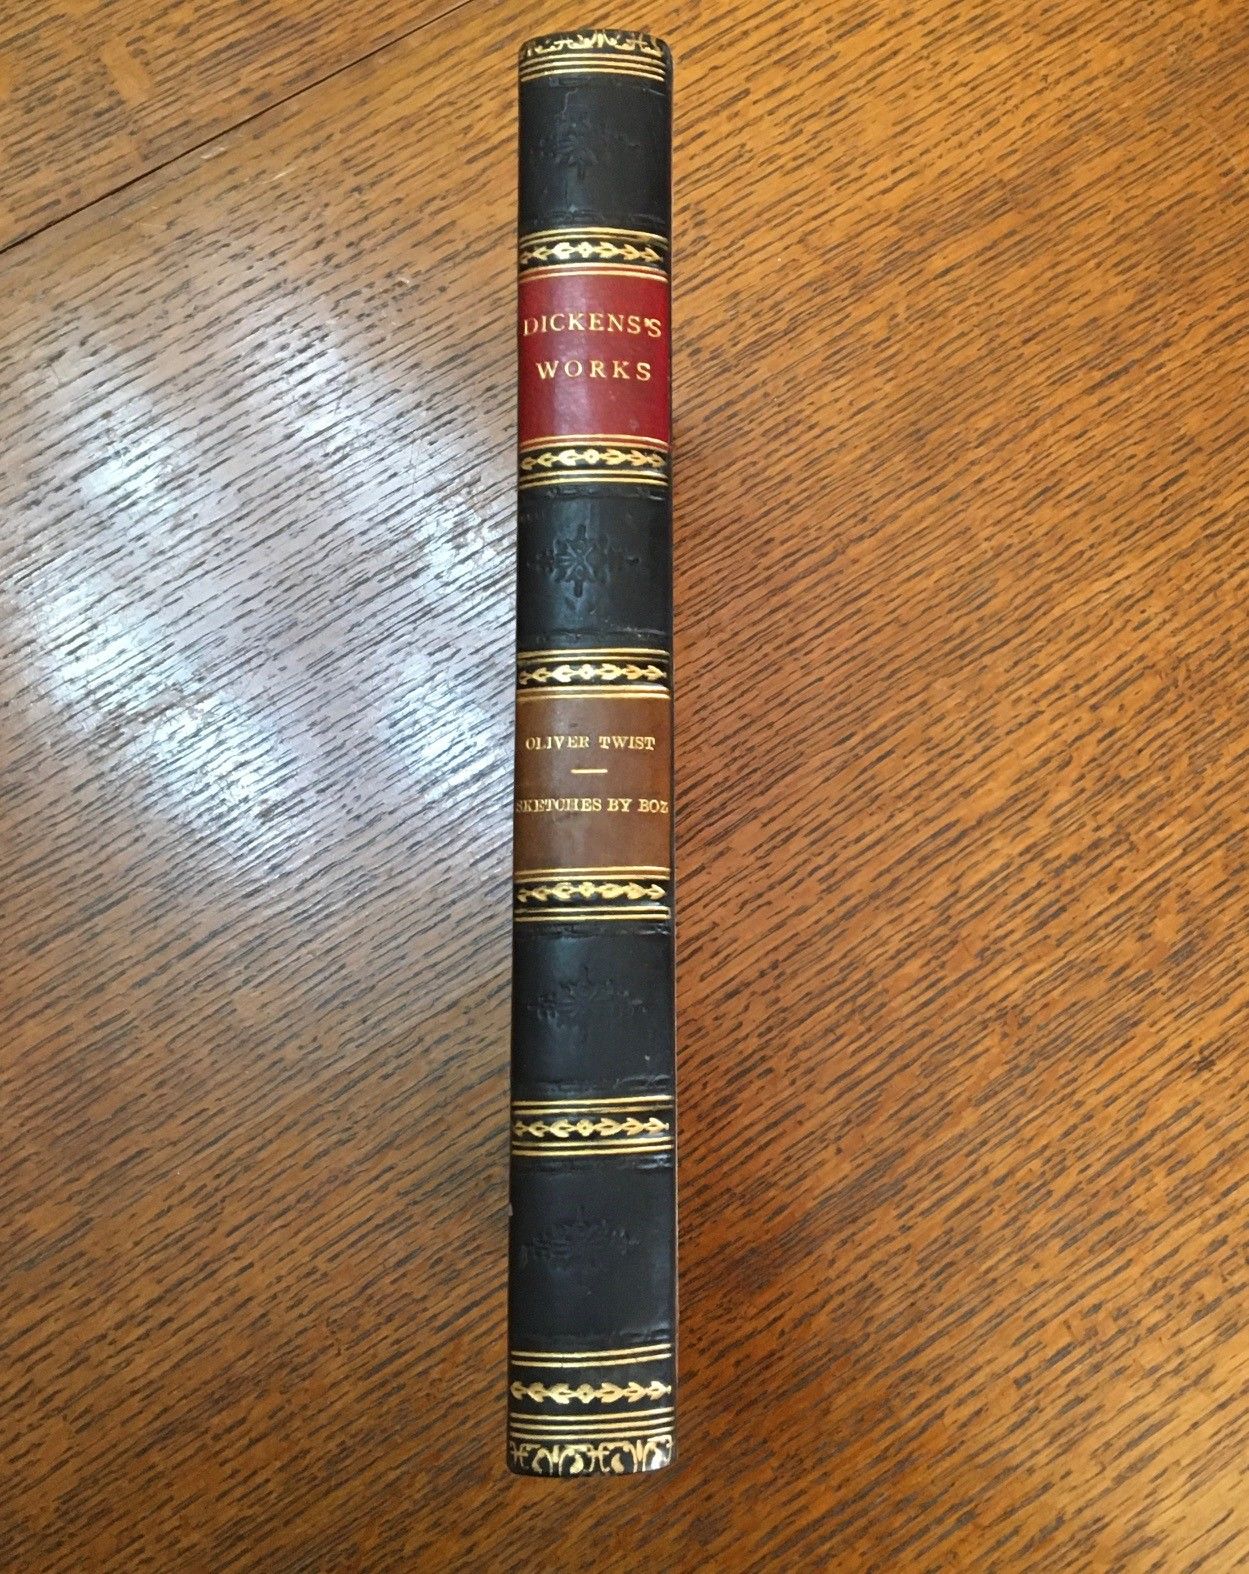 DICKENS'S
WORKS
OLIVER TWIST
SKETCHES BY BOZ